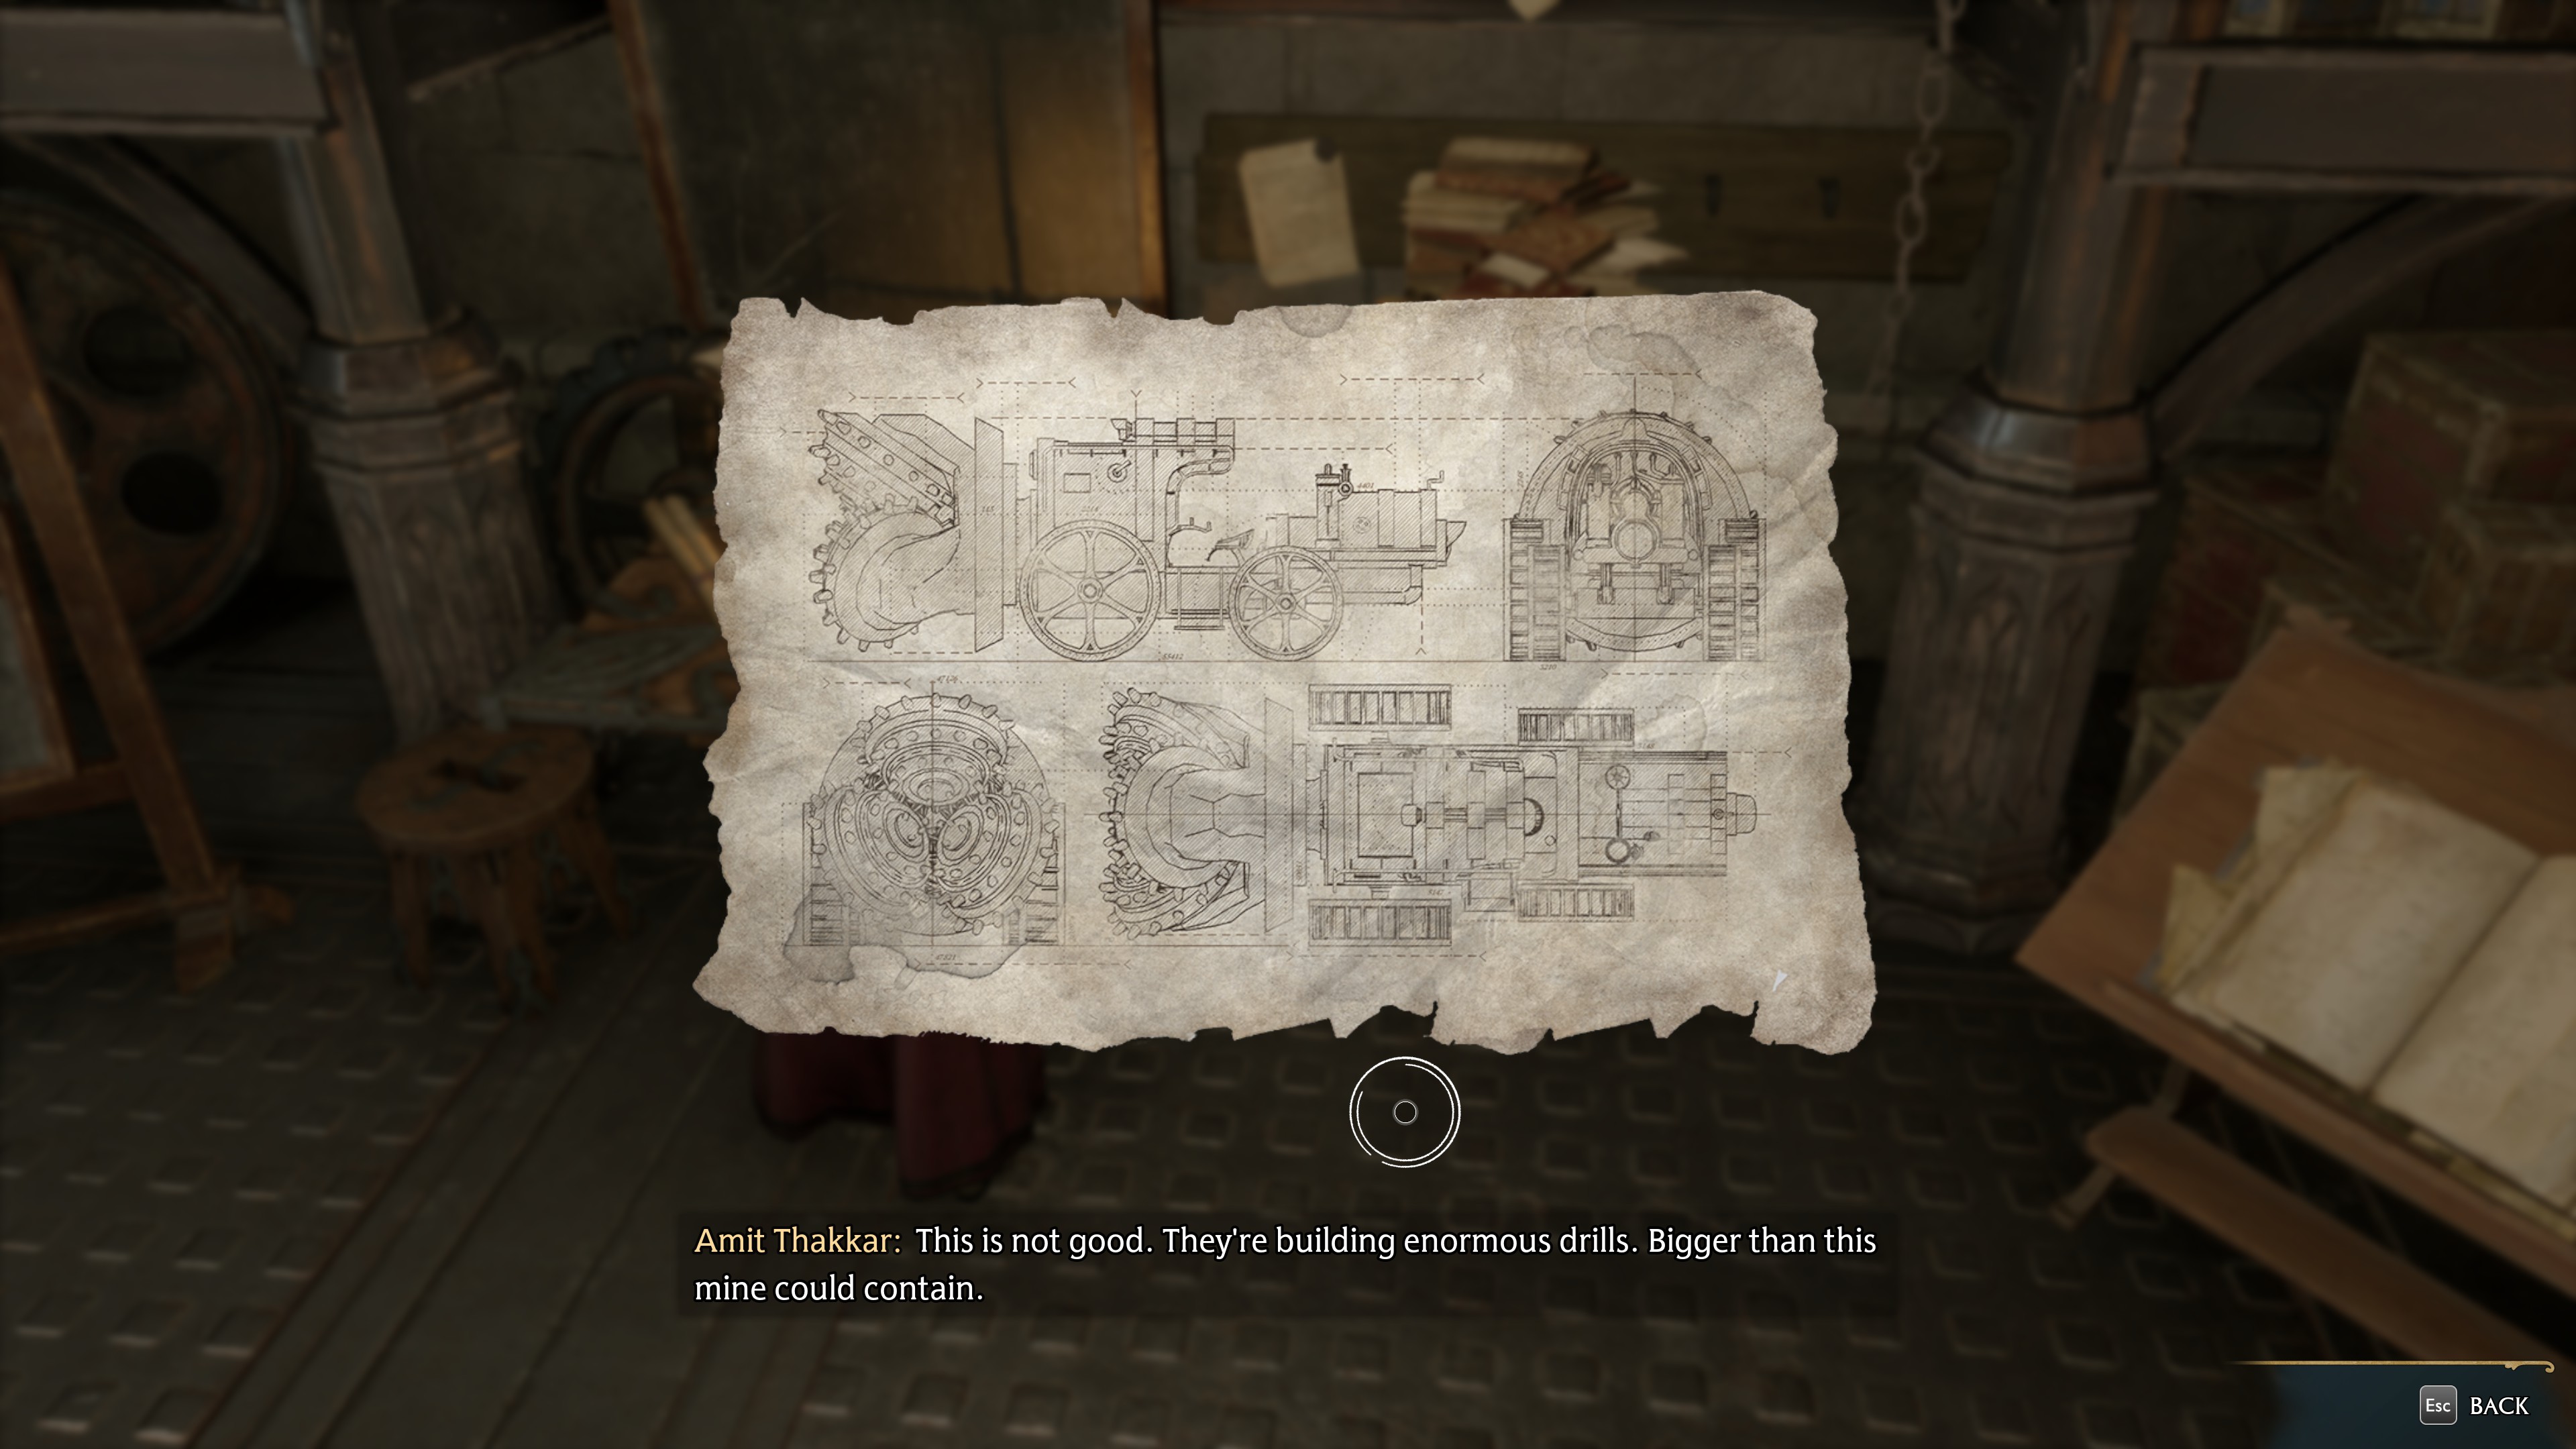 Amit Thakkar: This is not good. They're building enormous drills. Bigger than this
mine could contain.
Esc BACK